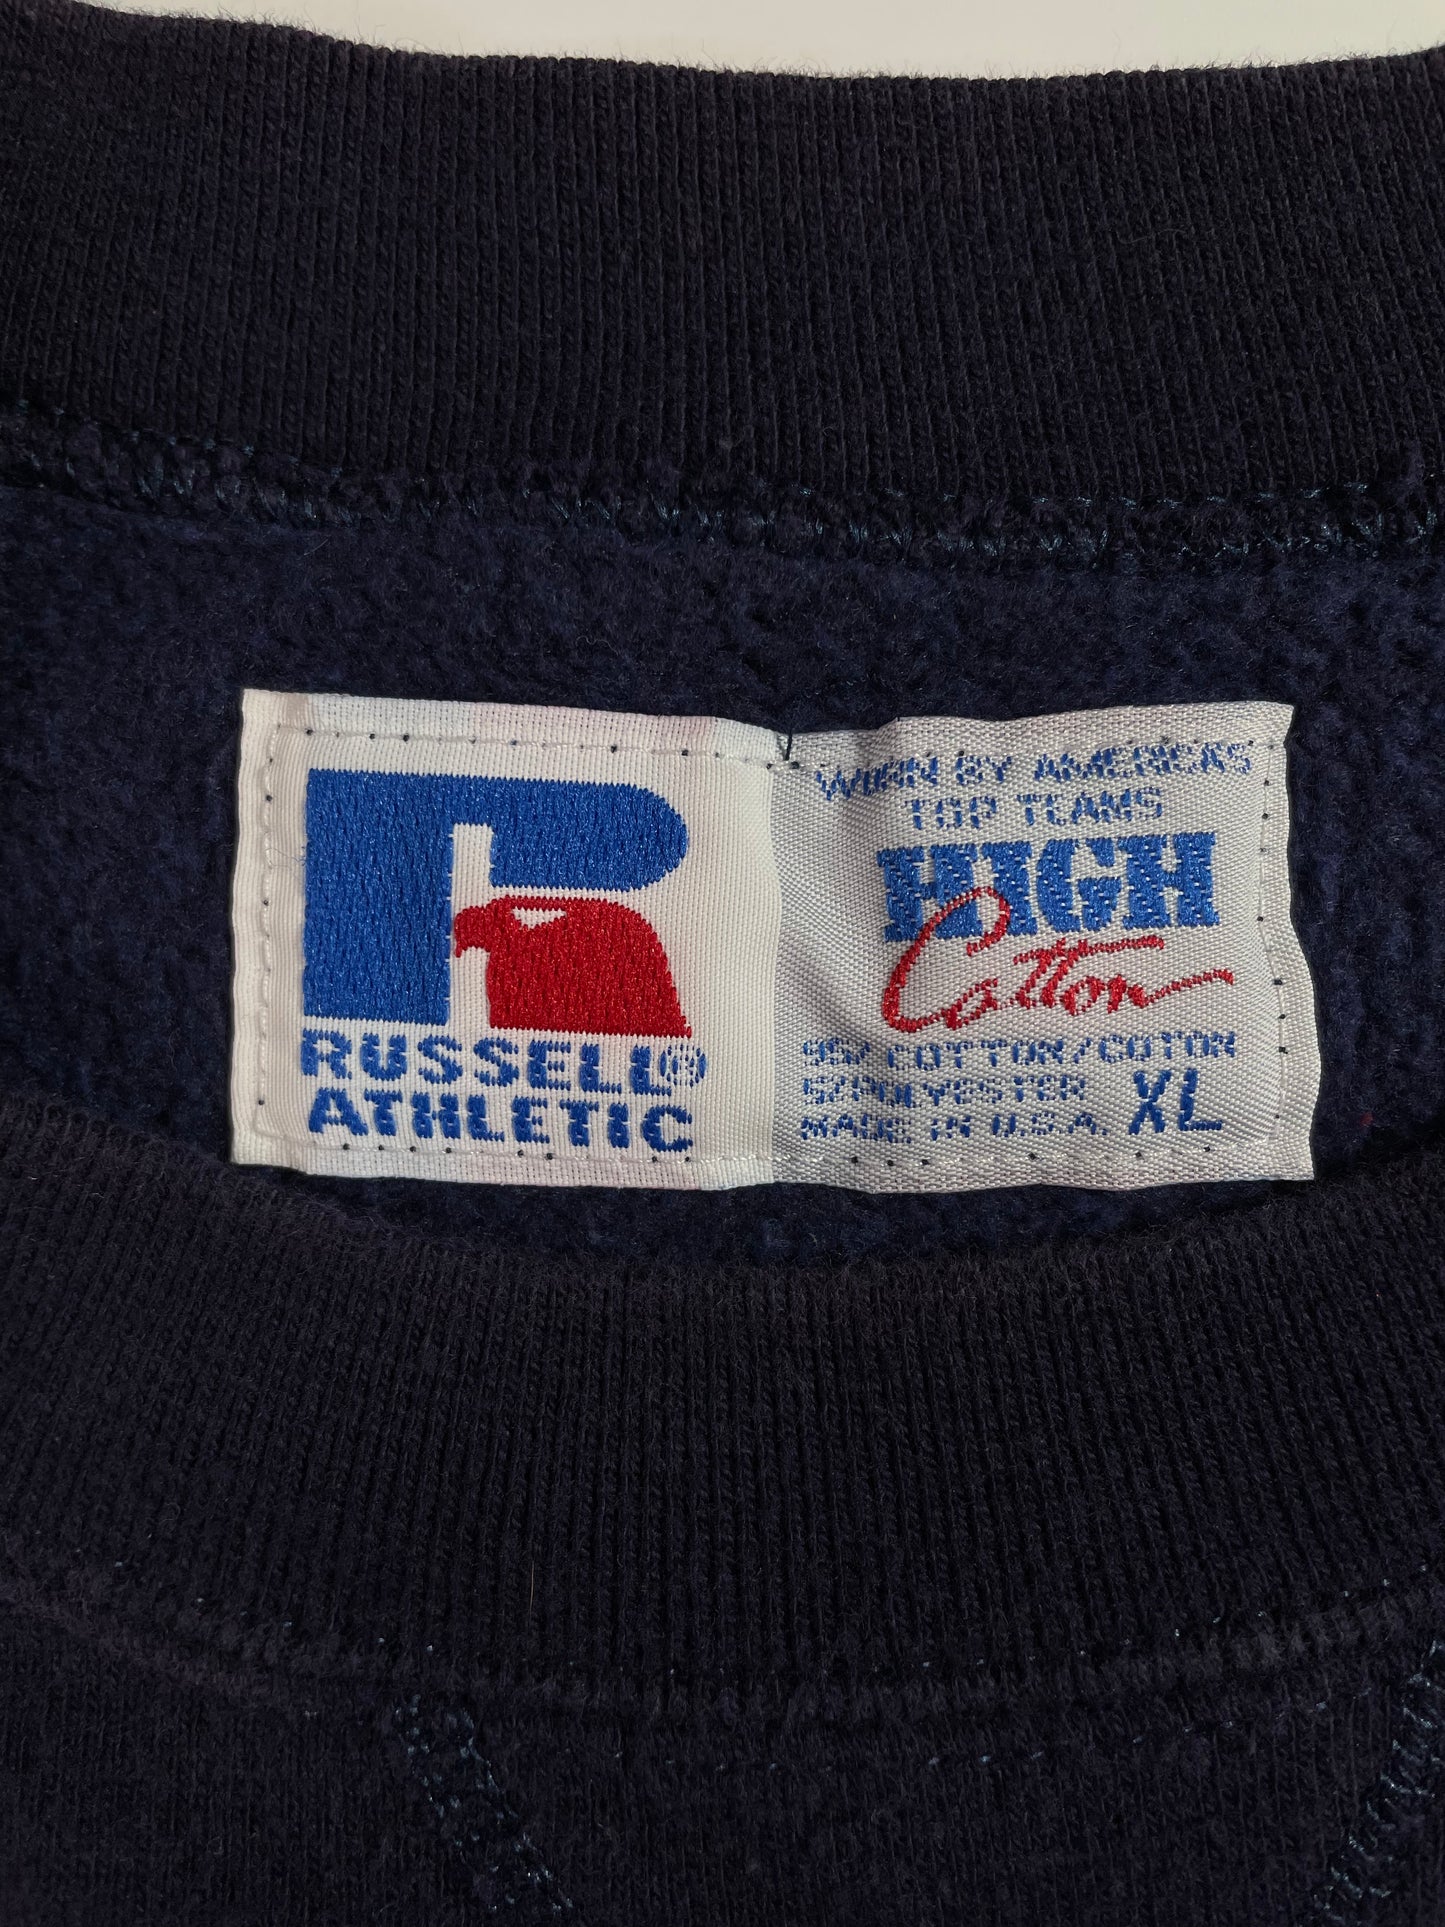 RUSSELL®
ATHLETIC
WORN BY AMERICA'S
TOP TEAMS
HIGH
Cotton
95% COTTON/COTON
5% POLYESTER
MADE IN U.S.A. XL